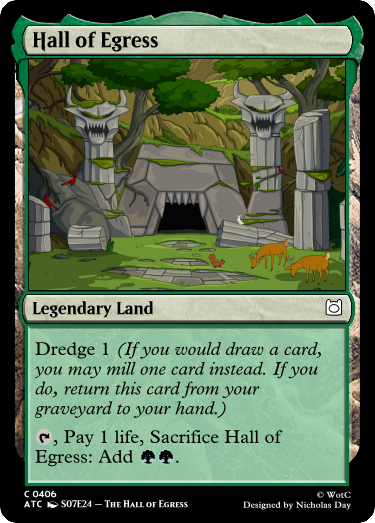 Hall of Egress
Legendary Land
Dredge 1 (If you would draw a card,
you may mill one card instead. If you
do, return this card from your
graveyard to your hand.)
, Pay 1 life, Sacrifice Hall of
Egress: Add .
C 0406
ATC S07E24 – The Hall of Egress
© WotC
Designed by Nicholas Day